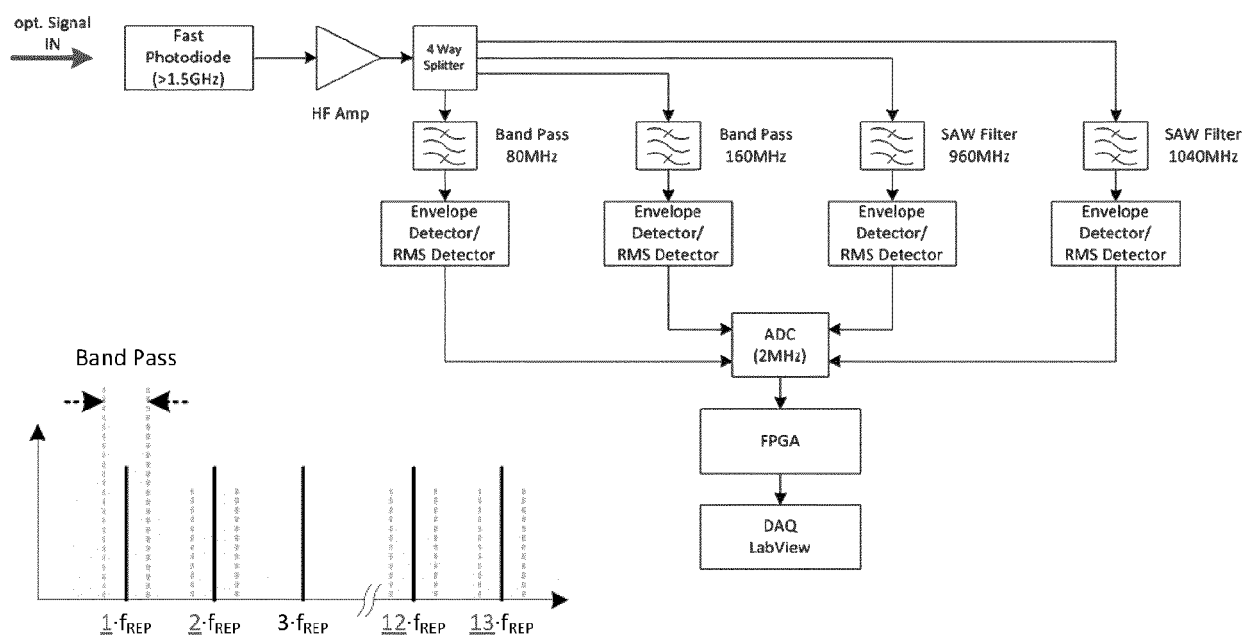 opt. Signal
IN
Fast
Photodiode
(>1.5GHz)
HF Amp
4 Way
Splitter
Band Pass
80MHz
Band Pass
160MHz
SAW Filter
960MHz
SAW Filter
1040MHz
Envelope
Detector/
RMS Detector
Envelope
Detector/
RMS Detector
Envelope
Detector/
RMS Detector
Envelope
Detector/
RMS Detector
ADC
(2MHz)
FPGA
DAQ
LabView
Band Pass
1·fREP
2·fREP
3·fREP
12·fREP
13·fREP